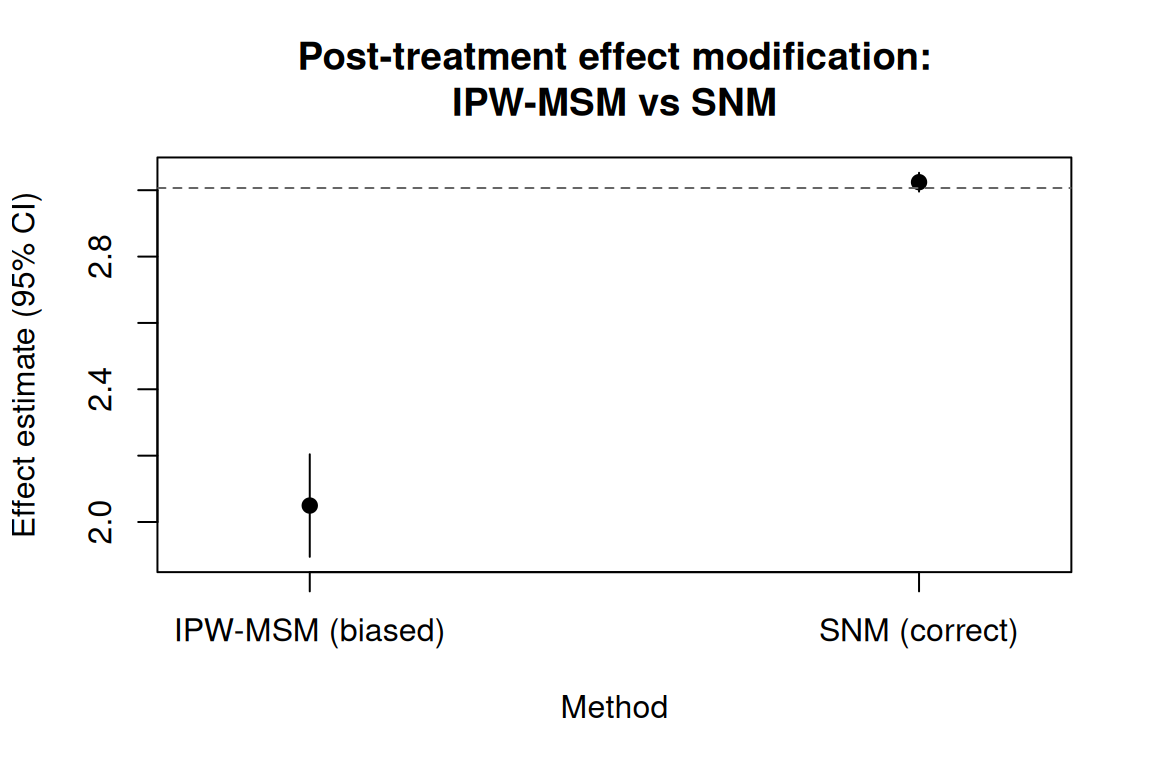 Post-treatment effect modification:
IPW-MSM vs SNM
Effect estimate (95% CI)
2.8
2.4
2.0
IPW-MSM (biased)
SNM (correct)
Method